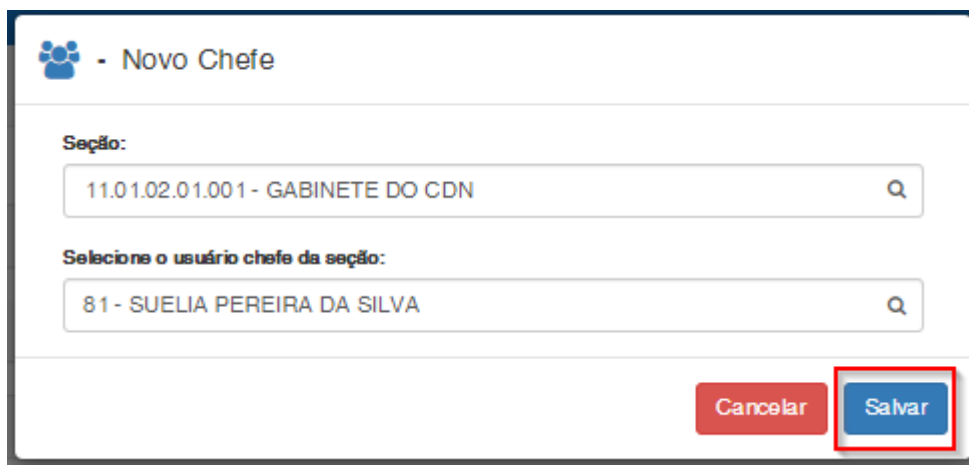 - Novo Chefe
Seção:
11.01.02.01.001 - GABINETE DO CDN
Selecione o usuário chefe da seção:
81 - SUELIA PEREIRA DA SILVA
Cancelar
Salvar